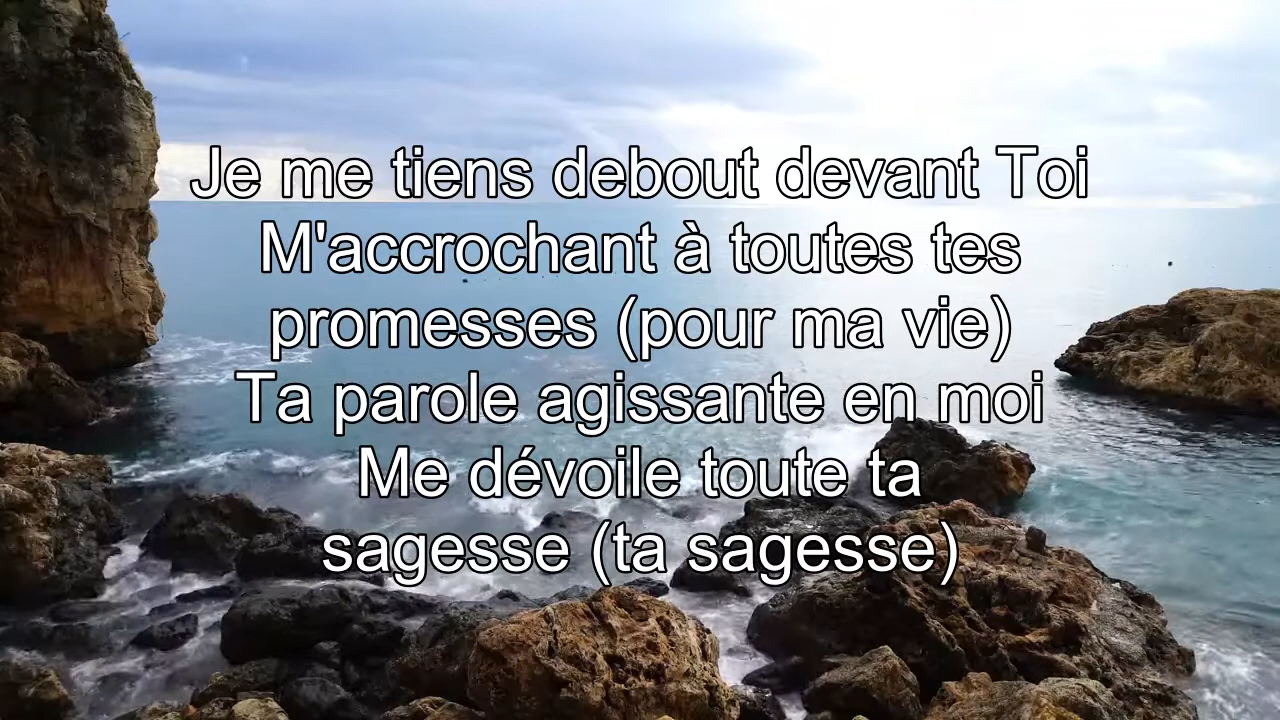 Je me tiens debout devant Toi
M'accrochant à toutes tes
promesses (pour ma vie)
Ta parole agissante en moi
Me dévoile toute ta
sagesse (ta sagesse)